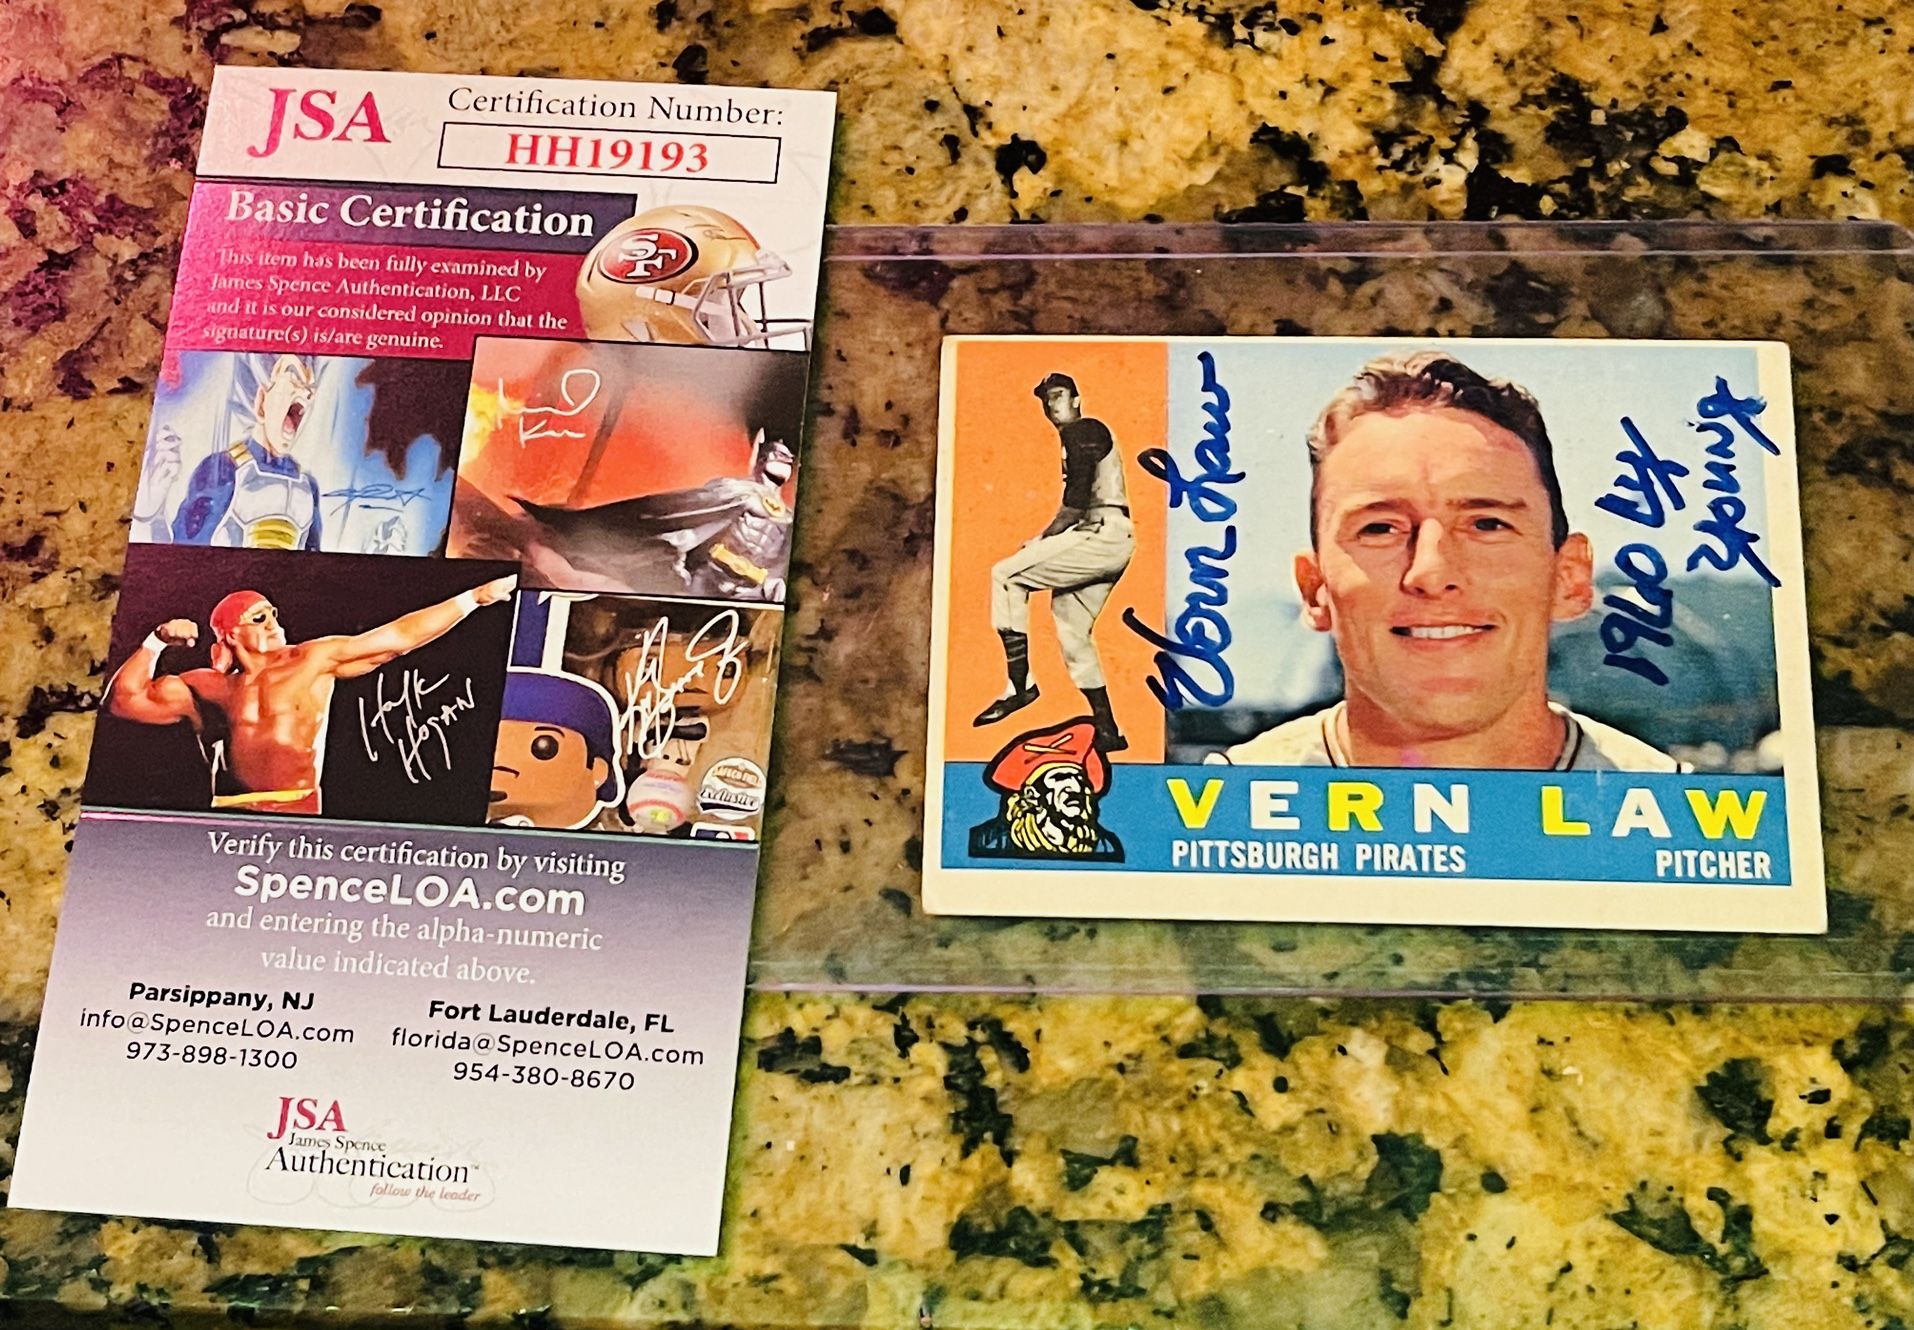 JSA
Certification Number:
HH19193
Basic Certification
This item has been fully examined by
James Spence Authentication, LLC
and it is our considered opinion that the
signature(s) is/are genuine.
SF
Hulk
Hogan
Verify this certification by visiting
SpenceLOA.com
and entering the alpha-numeric
value indicated above.
Parsippany, NJ
info@SpenceLOA.com
973-898-1300
Fort Lauderdale, FL
florida@SpenceLOA.com
954-380-8670
JSA
James Spence
Authentication™
follow the leader
Vern Law
1960 Cy
Young
VERN LAW
PITTSBURGH PIRATES
PITCHER